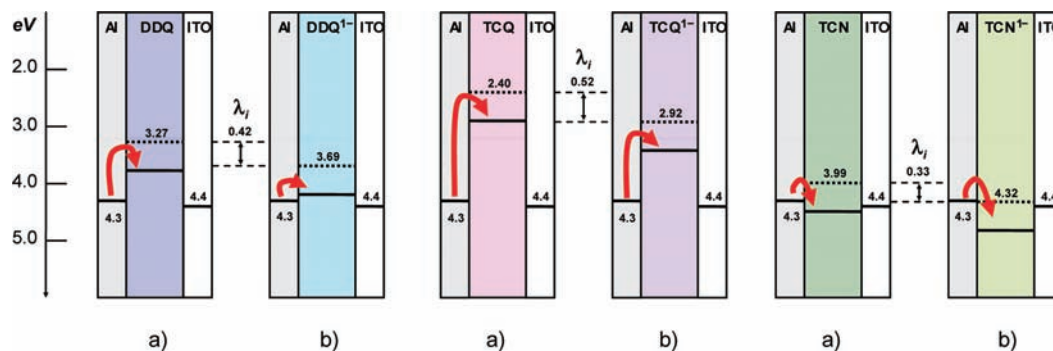 eV Al DDQ ITO Al DDQ1– ITO Al TCQ ITO Al TCQ1– ITO Al TCN ITO Al TCN1– ITO
2.0
λi
2.40 0.52
3.0
λi
3.27 0.42
2.92
λi
3.69
3.99 0.33
4.0
4.3 4.4 4.3 4.4 4.3 4.4 4.3 4.4 4.3 4.4 4.3 4.32 4.4
5.0
a) b) a) b) a) b)